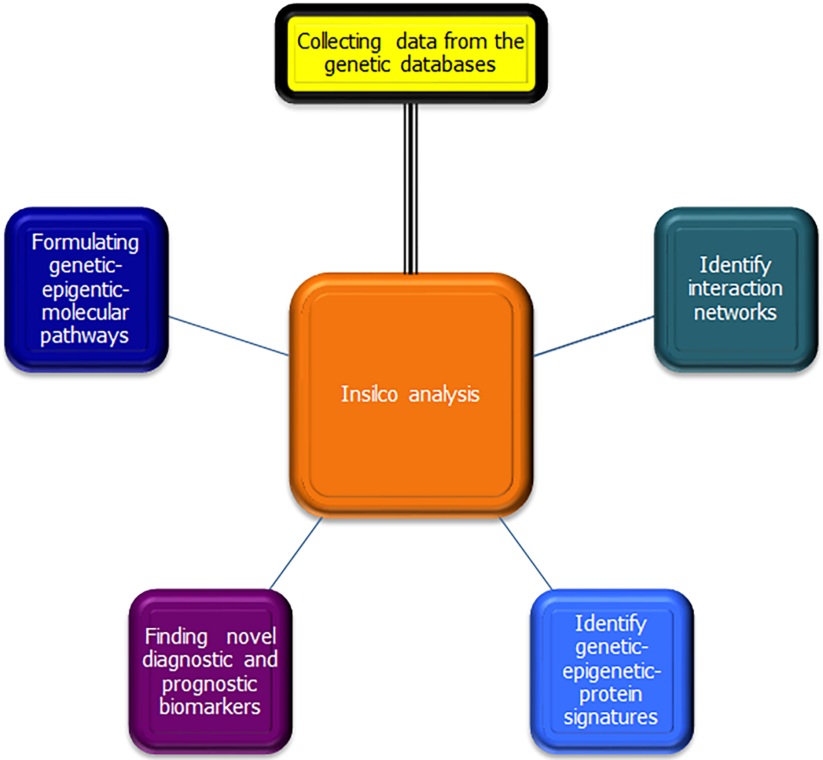 Collecting data from the
genetic databases
Formulating
genetic-
epigentic-
molecular
pathways
Identify
interaction
networks
Insilco analysis
Finding novel
diagnostic and
prognostic
biomarkers
Identify
genetic-
epigenetic-
protein
signatures